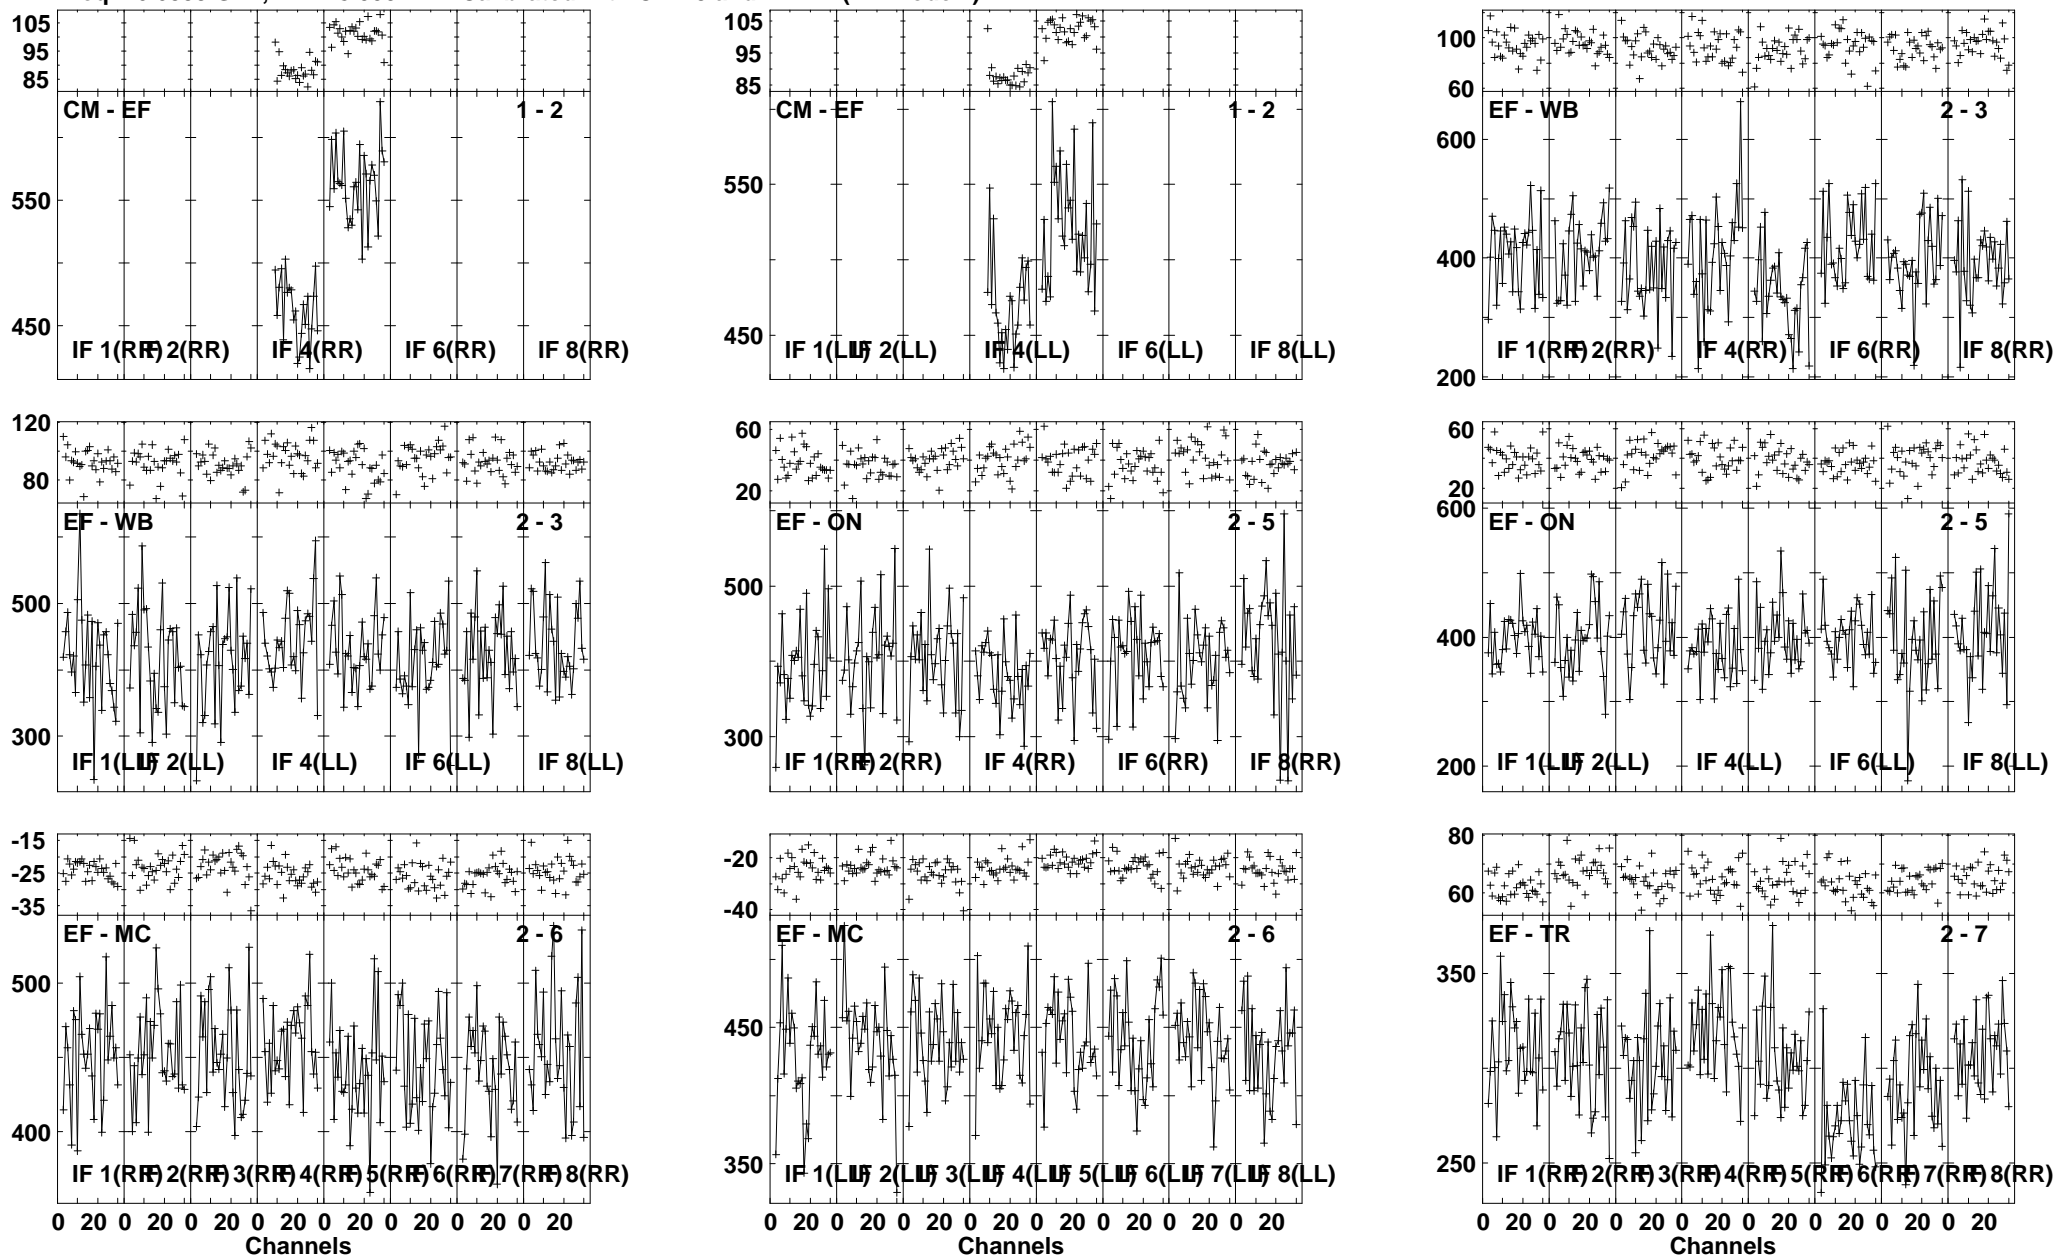 105
95
85
CM - EF
1 - 2
550
450
IF 1(RR)
IF 2(RR)
IF 4(RR)
IF 6(RR)
IF 8(RR)
105
95
85
CM - EF
1 - 2
550
450
IF 1(LL)
IF 2(LL)
IF 4(LL)
IF 6(LL)
IF 8(LL)
100
60
EF - WB
2 - 3
600
400
200
IF 1(RR)
IF 2(RR)
IF 4(RR)
IF 6(RR)
IF 8(RR)
120
80
EF - WB
2 - 3
500
300
IF 1(LL)
IF 2(LL)
IF 4(LL)
IF 6(LL)
IF 8(LL)
60
20
EF - ON
2 - 5
500
300
IF 1(RR)
IF 2(RR)
IF 4(RR)
IF 6(RR)
IF 8(RR)
60
20
600
EF - ON
2 - 5
400
200
IF 1(LL)
IF 2(LL)
IF 4(LL)
IF 6(LL)
IF 8(LL)
-15
-25
-35
EF - MC
2 - 6
500
400
IF 1(RR)
IF 2(RR)
IF 3(RR)
IF 4(RR)
IF 5(RR)
IF 6(RR)
IF 7(RR)
IF 8(RR)
0 20 0 20 0 20 0 20 0 20 0 20 0 20 0 20
Channels
-20
-40
EF - MC
2 - 6
450
350
IF 1(LL)
IF 2(LL)
IF 3(LL)
IF 4(LL)
IF 5(LL)
IF 6(LL)
IF 7(LL)
IF 8(LL)
0 20 0 20 0 20 0 20 0 20 0 20 0 20 0 20
Channels
80
60
EF - TR
2 - 7
350
250
IF 1(RR)
IF 2(RR)
IF 3(RR)
IF 4(RR)
IF 5(RR)
IF 6(RR)
IF 7(RR)
IF 8(RR)
0 20 0 20 0 20 0 20 0 20 0 20 0 20 0 20
Channels